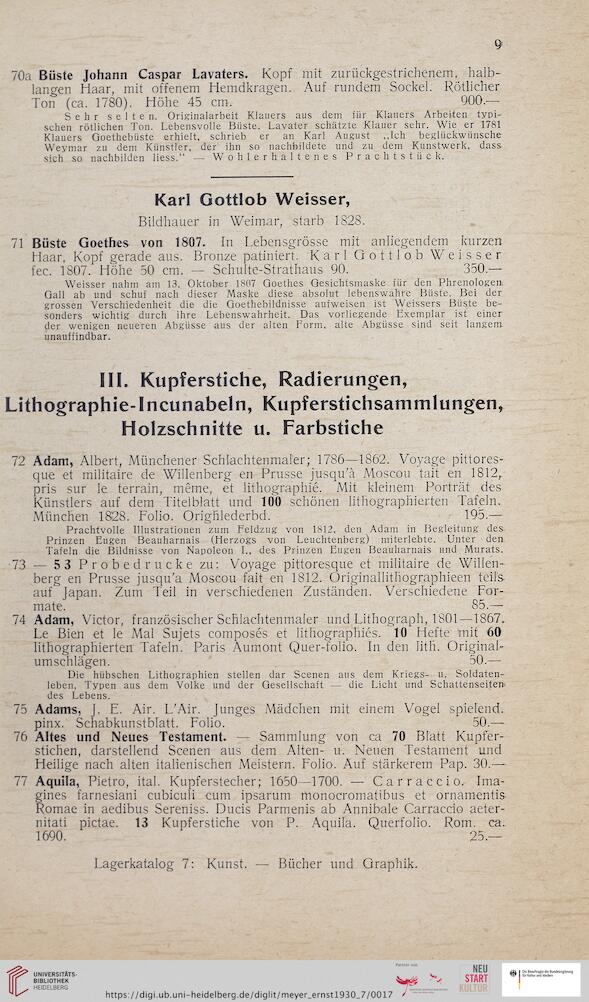 9
70a Büste Johann Caspar Lavaters. Kopf mit zurückgestrichenem, halb-
langen Haar, mit offenem Hemdkragen. Auf rundem Sockel. Rötlicher
Ton (ca. 1780). Höhe 45 cm. 900.—
Sehr selten. Originalarbeit Klauers aus dem für Klauers Arbeiten typi-
schen rötlichen Ton. Lebensvolle Büste. Lavater schätzte Klauer sehr. Wie er 1781
Klauers Goethebüste erhielt, schrieb er an Karl August „Ich beglückwünsche
Weymar zu dem Künstler, der ihn so nachbildete und zu dem Kunstwerk, dass
sich so nachbilden liess.“ — Wohlerhaltenes Prachtstück.
Karl Gottlob Weisser,
Bildhauer in Weimar, starb 1828.
71 Büste Goethes von 1807. In Lebensgrösse mit anliegendem kurzen
Haar, Kopf gerade aus. Bronze patiniert. Karl Gottlob Weisser
fec. 1807. Höhe 50 cm. — Schulte-Strathaus 90. 350.—
Weisser nahm am 13. Oktober 1807 Goethes Gesichtsmaske für den Phrenologen
Gall ab und schuf nach dieser Maske diese absolut lebenswahre Büste. Bei der
grossen Verschiedenheit die die Goethebildnisse aufweisen ist Weissers Büste be-
sonders wichtig durch ihre Lebenswahrheit. Das vorliegende Exemplar ist einer
der wenigen neueren Abgüsse aus der alten Form, alte Abgüsse sind seit langem
unauffindbar.
III. Kupferstiche, Radierungen,
Lithographie-Incunabeln, Kupferstichsammlungen,
Holzschnitte u. Farbstiche
72 Adam, Albert, Münchener Schlachtenmaler; 1786—1862. Voyage pittores-
que et militaire de Willenberg en Prusse jusqu'à Moscou tait en 1812,
pris sur le terrain, même, et lithographié. Mit kleinem Porträt des
Künstlers auf dem Titelblatt und 100 schönen lithographierten Tafeln.
München 1828. Folio. Orighlederbd. 195.—
Prachtvolle Illustrationen zum Feldzug von 1812, den Adam in Begleitung des
Prinzen Eugen Beauharnais (Herzogs von Leuchtenberg) miterlebte. Unter den
Tafeln die Bildnisse von Napoleon I., des Prinzen Eugen Beauharnais und Murats.
73 — 53 Probedrucke zu: Voyage pittoresque et militaire de Willen-
berg en Prusse jusqu'a Moscou fait en 1812. Originallithographieen teils
auf Japan. Zum Teil in verschiedenen Zuständen. Verschiedene For-
mate. 85.—
74 Adam, Victor, französischer Schlachtenmaler und Lithograph, 1801—1867.
Le Bien et le Mal Sujets composés et lithographiés. 10 Hefte mit 60
lithographierten Tafeln. Paris Aumont Quer-folio. In den lith. Original-
umschlägen. 50.—
Die hübschen Lithographien stellen dar Scenen aus dem Kriegs- u. Soldaten-
leben, Typen aus dem Volke und der Gesellschaft — die Licht und Schattenseiten
des Lebens.
75 Adams, J. E. Air. L'Air. Junges Mädchen mit einem Vogel spielend.
pinx. Schabkunstblatt. Folio. 50.—
76 Altes und Neues Testament. — Sammlung von ca 70 Blatt Kupfer-
stichen, darstellend Scenen aus dem Alten- u. Neuen Testament und
Heilige nach alten italienischen Meistern. Folio. Auf stärkerem Pap. 30.—
77 Aquila, Pietro, ital. Kupferstecher; 1650—1700. — Carraccio. Ima-
gines farnesiani cubiculi cum ipsarum monocromatibus et ornamentis
Romae in aedibus Sereniss. Ducis Parmenis ab Annibale Carraccio aeter-
nitati pictae. 13 Kupferstiche von P. Aquila. Querfolio. Rom. ca.
1690. 25.—
Lagerkatalog 7: Kunst. — Bücher und Graphik.
UNIVERSITÄTS-
BIBLIOTHEK
HEIDELBERG
https://digi.ub.uni-heidelberg.de/diglit/meyer_ernst1930_7/0017
NEU
START
KULTUR